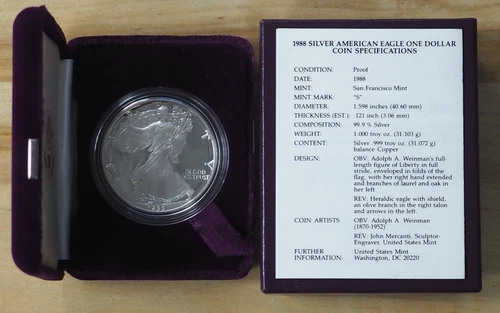 1988 SILVER AMERICAN EAGLE ONE DOLLAR
COIN SPECIFICATIONS
CONDITION: Proof
DATE: 1988
MINT: San Francisco Mint
MINT MARK: "S"
DIAMETER: 1.598 inches (40.60 mm)
THICKNESS (EST.): .121 inch (3.06 mm)
COMPOSITION: 99.9 % Silver
WEIGHT: 1.000 troy oz. (31.103 g)
CONTENT: Silver .999 troy oz. (31.072 g)
balance Copper
DESIGN: OBV: Adolph A. Weinman's full-
length figure of Liberty in full
stride, enveloped in folds of the
flag, with her right hand extended
and branches of laurel and oak in
her left.
REV: Heraldic eagle with shield,
an olive branch in the right talon
and arrows in the left.
COIN ARTISTS: OBV: Adolph A. Weinman
(1870-1952)
REV: John Mercanti, Sculptor-
Engraver, United States Mint
FURTHER United States Mint
INFORMATION: Washington, DC 20220
IN GOD
WE TRUST